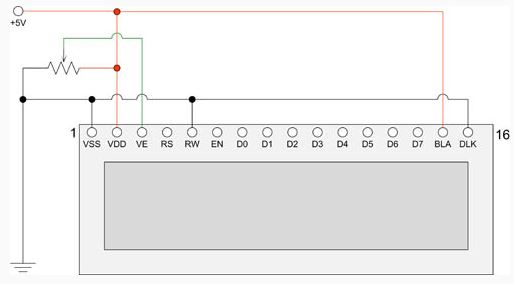 +5V
1 16
VSS VDD VE RS RW EN D0 D1 D2 D3 D4 D5 D6 D7 BLA DLK